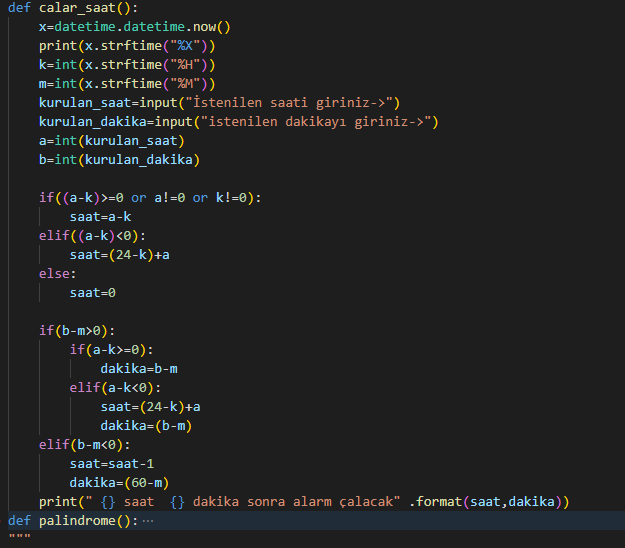 def calar_saat():
    x=datetime.datetime.now()
    print(x.strftime("%X"))
    k=int(x.strftime("%H"))
    m=int(x.strftime("%M"))
    kurulan_saat=input("İstenilen saati giriniz->")
    kurulan_dakika=input("istenilen dakikayı giriniz->")
    a=int(kurulan_saat)
    b=int(kurulan_dakika)

    if((a-k)>=0 or a!=0 or k!=0):
        saat=a-k
    elif((a-k)<0):
        saat=(24-k)+a
    else:
        saat=0

    if(b-m>0):
        if(a-k>=0):
            dakika=b-m
        elif(a-k<0):
            saat=(24-k)+a
            dakika=(b-m)
    elif(b-m<0):
        saat=saat-1
        dakika=(60-m)
    print(" {} saat  {} dakika sonra alarm çalacak" .format(saat,dakika))
def palindrome():⋯
"""